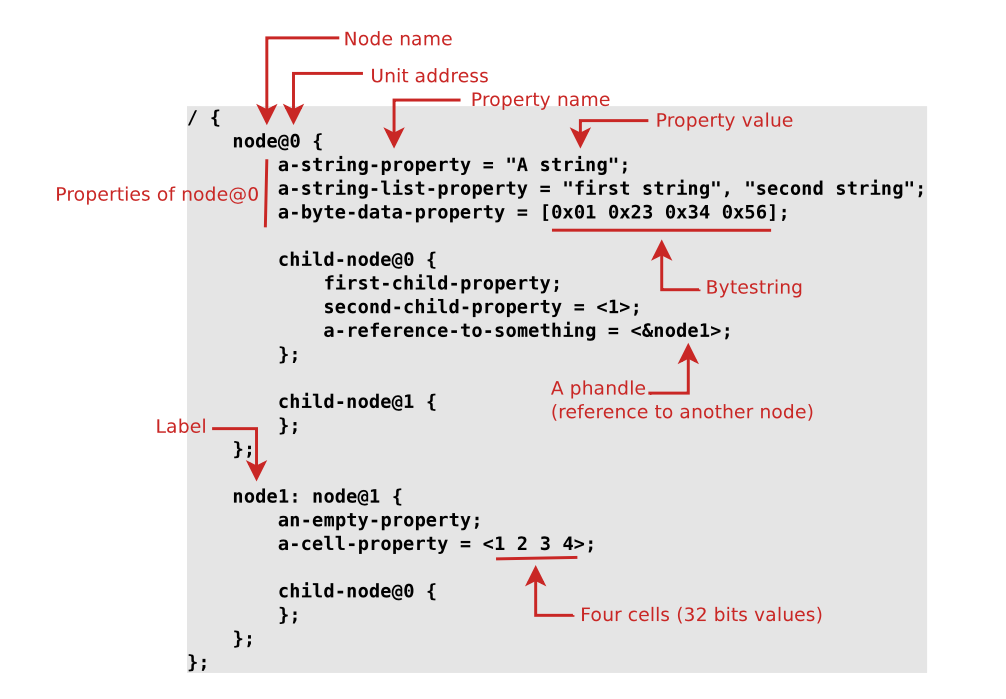 Node name
Unit address
Property name
Property value
/ {
node@0 {
a-string-property = "A string";
a-string-list-property = "first string", "second string";
Properties of node@0
a-byte-data-property = [0x01 0x23 0x34 0x56];
child-node@0 {
first-child-property;
Bytestring
second-child-property = <1>;
a-reference-to-something = <&node1>;
};
A phandle
(reference to another node)
child-node@1 {
};
Label
};
node1: node@1 {
an-empty-property;
a-cell-property = <1 2 3 4>;
child-node@0 {
};
Four cells (32 bits values)
};
};